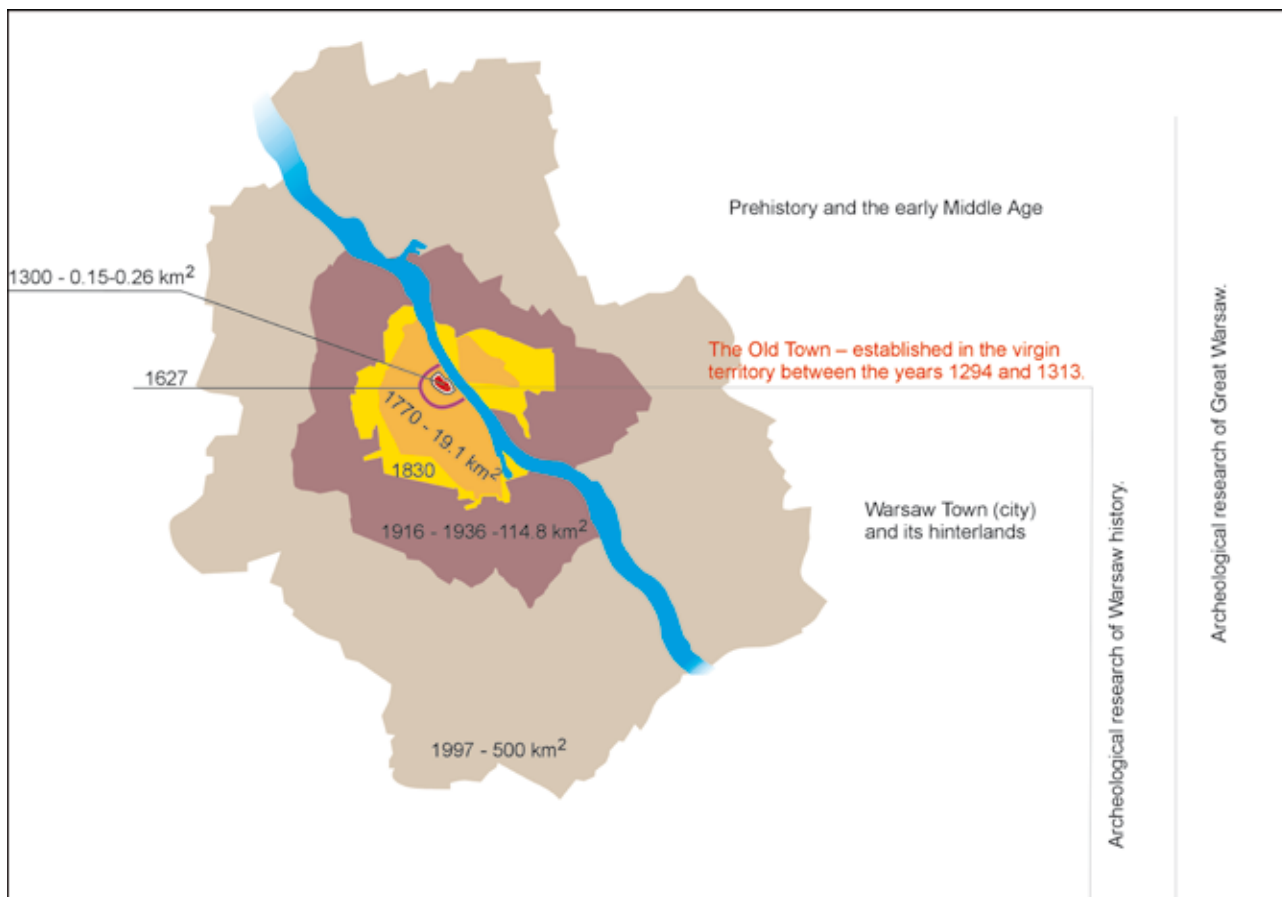 Prehistory and the early Middle Age
1300 - 0.15-0.26 km²
The Old Town – established in the virgin
territory between the years 1294 and 1313.
1627
1770 - 19.1 km²
1830
Warsaw Town (city)
and its hinterlands
1916 - 1936 -114.8 km²
1997 - 500 km²
Archeological research of Warsaw history.
Archeological research of Great Warsaw.